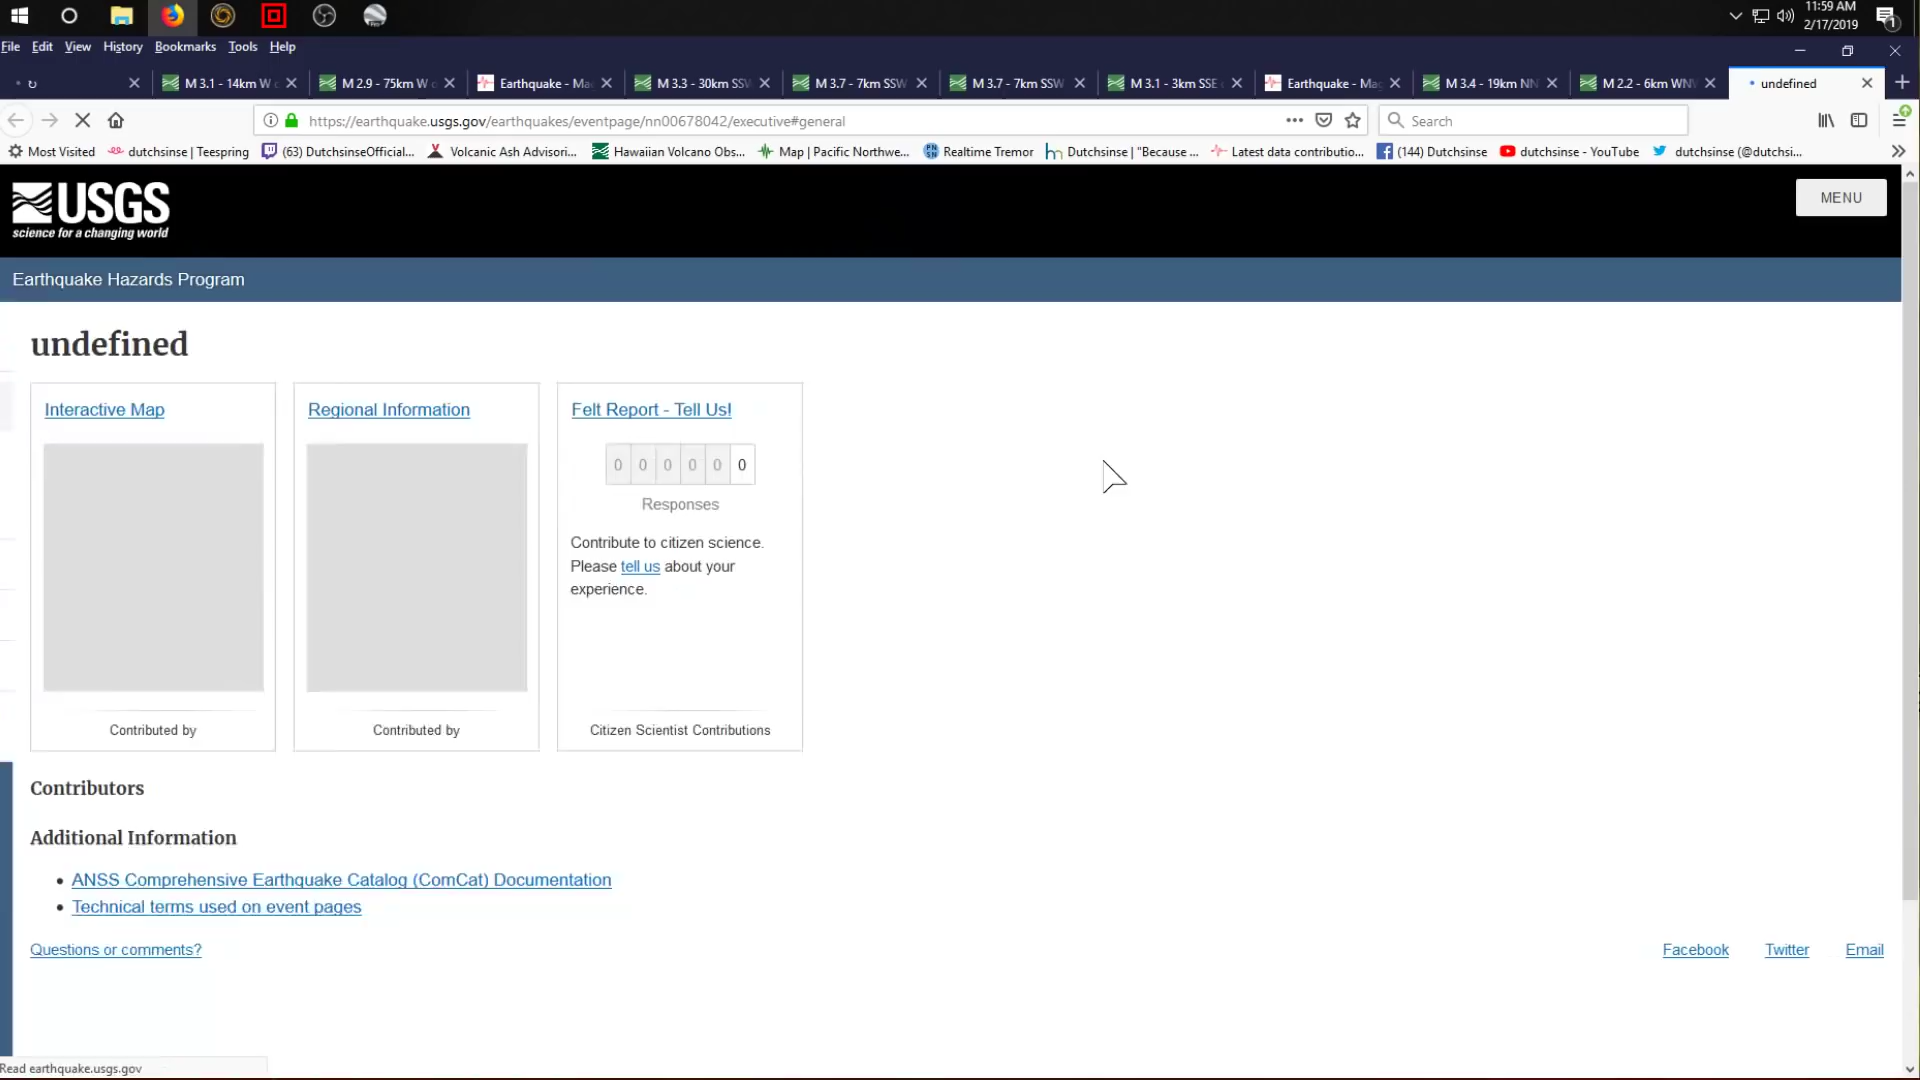 11:59 AM
2/17/2019
1
File Edit View History Bookmarks Tools Help
M 3.1 - 14km W o
M 2.9 - 75km W o
Earthquake - Mag
M 3.3 - 30km SSW
M 3.7 - 7km SSW
M 3.7 - 7km SSW
M 3.1 - 3km SSE o
Earthquake - Mag
M 3.4 - 19km NN
M 2.2 - 6km WNW
undefined
https://earthquake.usgs.gov/earthquakes/eventpage/nn00678042/executive#general
Search
Most Visited
dutchsinse | Teespring
(63) DutchsinseOfficial...
Volcanic Ash Advisori...
Hawaiian Volcano Obs...
Map | Pacific Northwe...
Realtime Tremor
Dutchsinse | "Because ...
Latest data contributio...
(144) Dutchsinse
dutchsinse - YouTube
dutchsinse (@dutchsi...
USGS
science for a changing world
MENU
Earthquake Hazards Program
undefined
Interactive Map
Regional Information
Felt Report - Tell Us!
0 0 0 0 0 0
Responses
Contribute to citizen science.
Please tell us about your
experience.
Contributed by
Contributed by
Citizen Scientist Contributions
Contributors
Additional Information
ANSS Comprehensive Earthquake Catalog (ComCat) Documentation
Technical terms used on event pages
Questions or comments?
Facebook Twitter Email
Read earthquake.usgs.gov